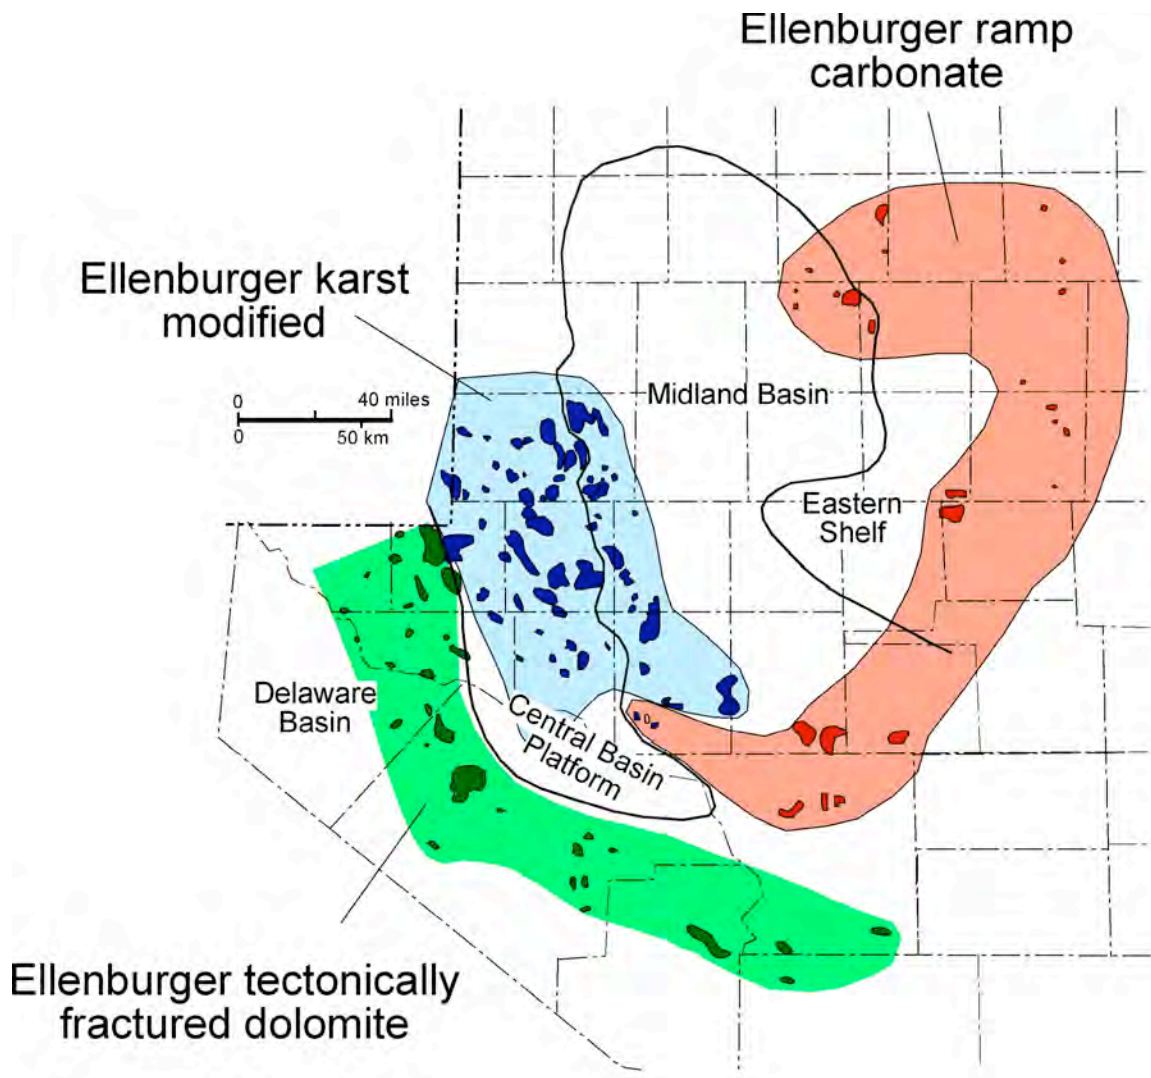 Ellenburger ramp
carbonate
Ellenburger karst
modified
0 40 miles
0 50 km
Midland Basin
Eastern
Shelf
Delaware
Basin
Central Basin
Platform
Ellenburger tectonically
fractured dolomite